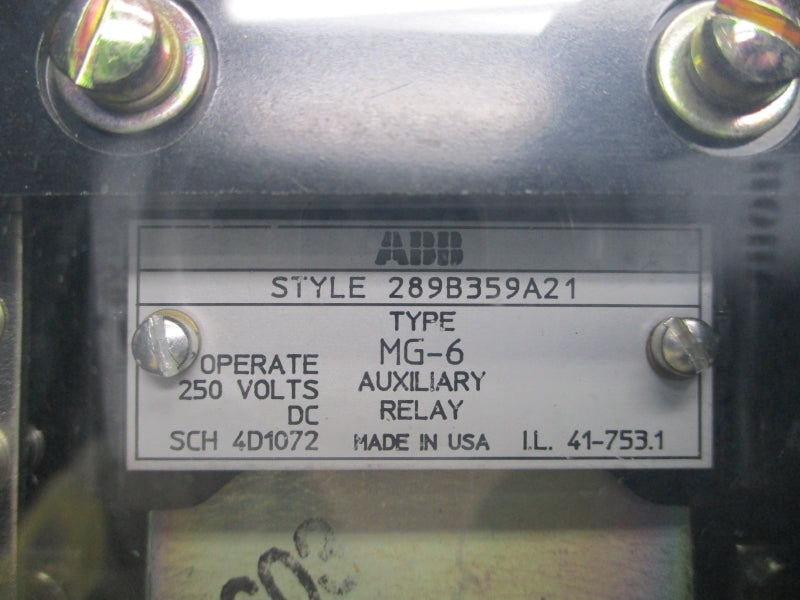 ABB
STYLE 289B359A21
TYPE
MG-6
AUXILIARY
RELAY
OPERATE
250 VOLTS
DC
SCH 4D1072 MADE IN USA I.L. 41-753.1